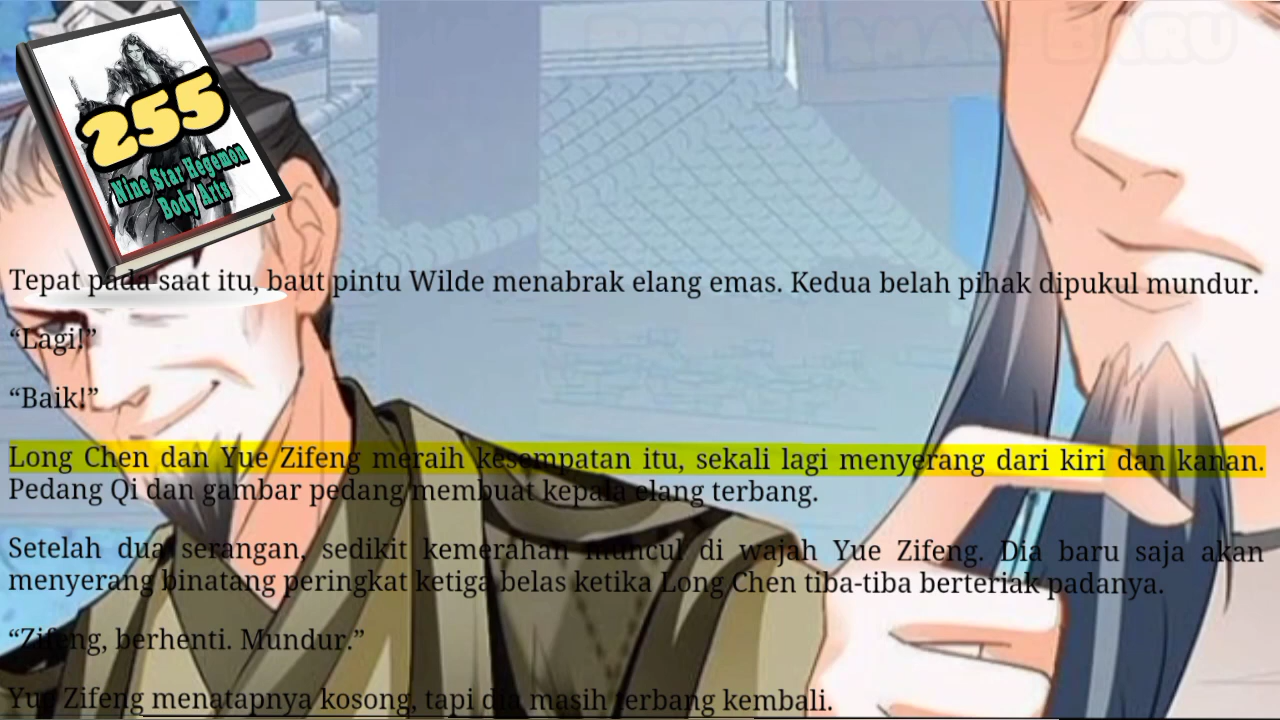 BARU
255
Nine Star Hegemon
Body Arts
Tepat pada saat itu, baut pintu Wilde menabrak elang emas. Kedua belah pihak dipukul mundur.
“Lagi!”
“Baik!”
Long Chen dan Yue Zifeng meraih kesempatan itu, sekali lagi menyerang dari kiri dan kanan.
Pedang Qi dan gambar pedang membuat kepala elang terbang.
Setelah dua serangan, sedikit kemerahan muncul di wajah Yue Zifeng. Dia baru saja akan
menyerang binatang peringkat ketiga belas ketika Long Chen tiba-tiba berteriak padanya.
“Zifeng, berhenti. Mundur.”
Yue Zifeng menatapnya kosong, tapi dia masih terbang kembali.